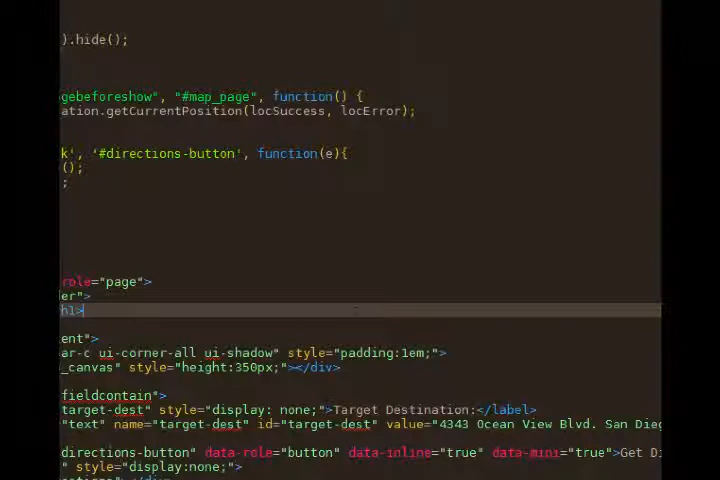 ).hide();
gebeforeshow", "#map_page", function() {
ation.getCurrentPosition(locSuccess, locError);
k', '#directions-button', function(e){
();
;
role="page">
er">
h1>
ent">
ar-c ui-corner-all ui-shadow" style="padding:1em;">
_canvas" style="height:350px;"></div>
fieldcontain">
target-dest" style="display: none;">Target Destination:</label>
"text" name="target-dest" id="target-dest" value="4343 Ocean View Blvd. San Dieg
directions-button" data-role="button" data-inline="true" data-mini="true">Get Di
" style="display:none;">